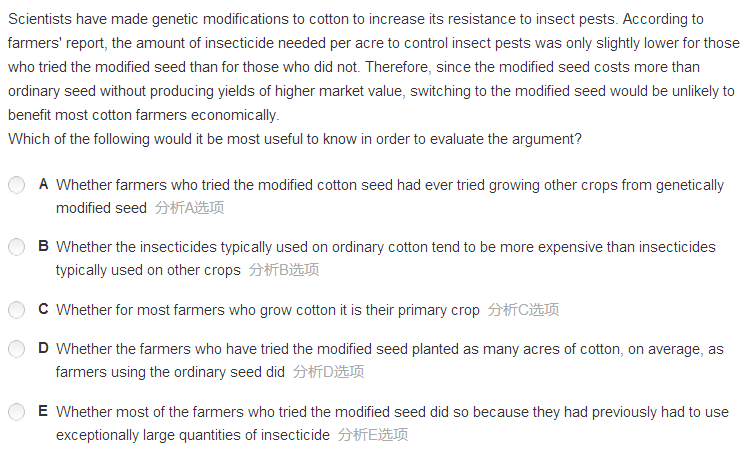 Scientists have made genetic modifications to cotton to increase its resistance to insect pests. According to
farmers' report, the amount of insecticide needed per acre to control insect pests was only slightly lower for those
who tried the modified seed than for those who did not. Therefore, since the modified seed costs more than
ordinary seed without producing yields of higher market value, switching to the modified seed would be unlikely to
benefit most cotton farmers economically.
Which of the following would it be most useful to know in order to evaluate the argument?
A Whether farmers who tried the modified cotton seed had ever tried growing other crops from genetically
modified seed 分析A选项
B Whether the insecticides typically used on ordinary cotton tend to be more expensive than insecticides
typically used on other crops 分析B选项
C Whether for most farmers who grow cotton it is their primary crop 分析C选项
D Whether the farmers who have tried the modified seed planted as many acres of cotton, on average, as
farmers using the ordinary seed did 分析D选项
E Whether most of the farmers who tried the modified seed did so because they had previously had to use
exceptionally large quantities of insecticide 分析E选项